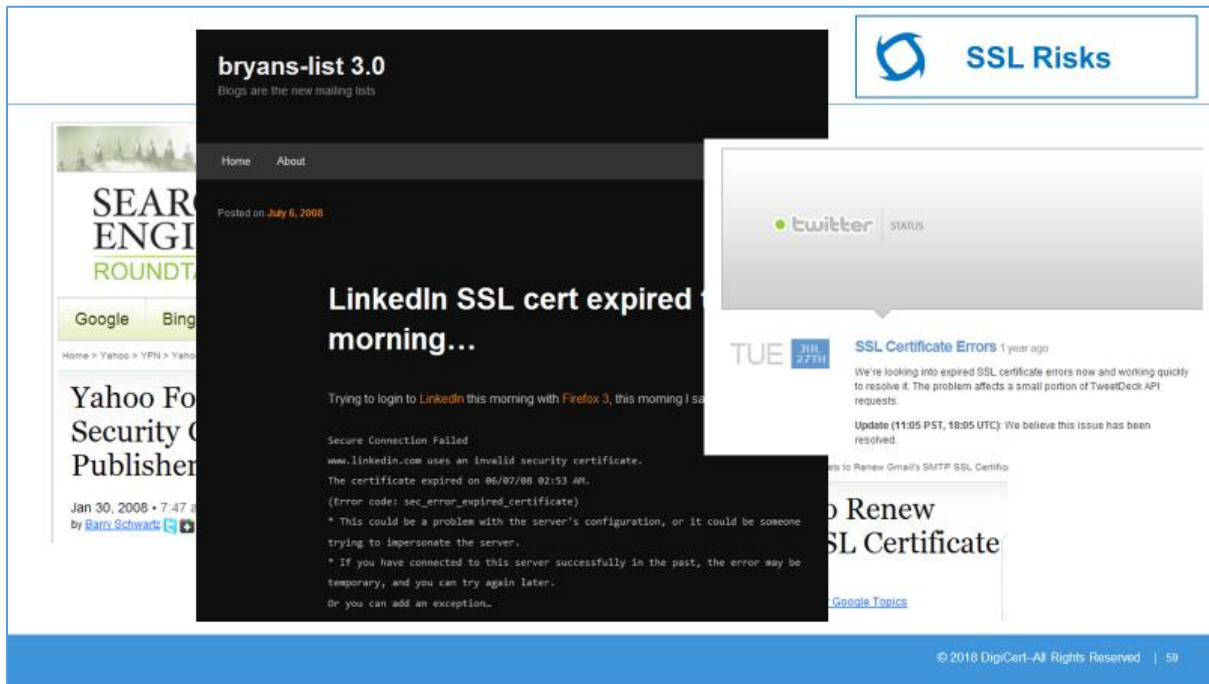 SSL Risks
bryans-list 3.0
Blogs are the new mailing lists
Home About
Posted on July 6, 2008
LinkedIn SSL cert expired
morning…
Trying to login to LinkedIn this morning with Firefox 3, this morning I
Secure Connection Failed
www.linkedin.com uses an invalid security certificate.
The certificate expired on 06/07/08 02:53 AM.
(Error code: sec_error_expired_certificate)
* This could be a problem with the server's configuration, or it could be someone
trying to impersonate the server.
* If you have connected to this server successfully in the past, the error may be
temporary, and you can try again later.
Or you can add an exception…
SEAR
ENGI
ROUNDT
Google Bing
Home > Yahoo > YPN >
Yahoo Fo
Security
Publisher
Jan 30, 2008 • 7:47
by Barry Schwartz
twitter STATUS
TUE JUL
27TH
SSL Certificate Errors 1 year ago
We're looking into expired SSL certificate errors now and working quickly
to resolve it. The problem affects a small portion of TweetDeck API
requests.
Update (11:05 PST, 18:05 UTC): We believe this issue has been
resolved.
to Renew Gmail's SMTP SSL
Renew
SL Certificate
Google Topics
© 2018 DigiCert–All Rights Reserved | 59